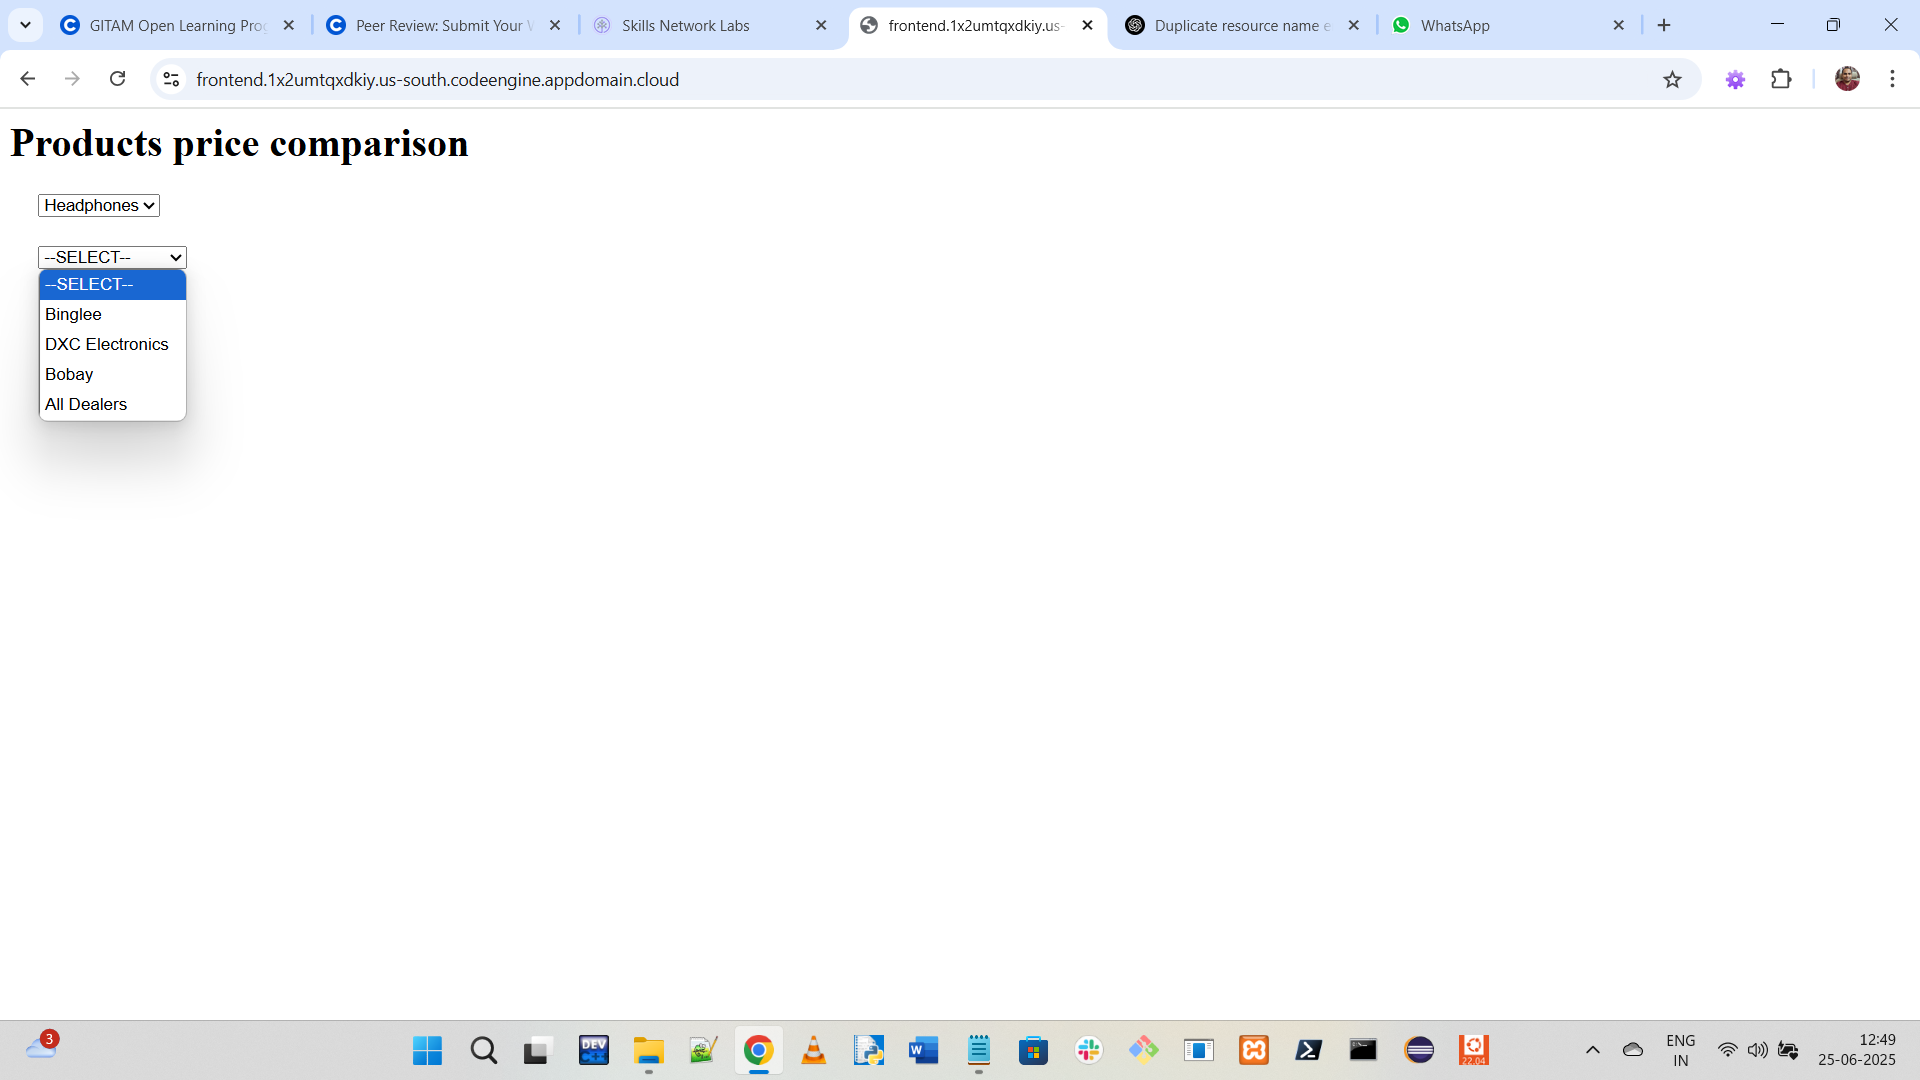 GITAM Open Learning Prog
Peer Review: Submit Your W
Skills Network Labs
frontend.1x2umtqxdkiy.us-
Duplicate resource name e
WhatsApp
frontend.1x2umtqxdkiy.us-south.codeengine.appdomain.cloud
Products price comparison
Headphones
--SELECT--
--SELECT--
Binglee
DXC Electronics
Bobay
All Dealers
3
DEV
C++
W
22.04
ENG
IN
12:49
25-06-2025